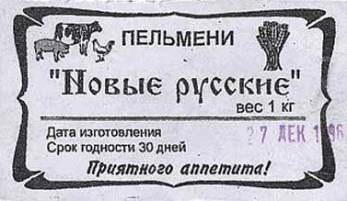 ПЕЛЬМЕНИ
"Новые русские"
вес 1 кг
Дата изготовления 27 ДЕК 1996
Срок годности 30 дней
Приятного аппетита!